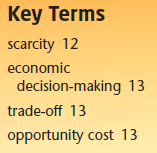 Key Terms
scarcity 12
economic
decision-making 13
trade-off 13
opportunity cost 13